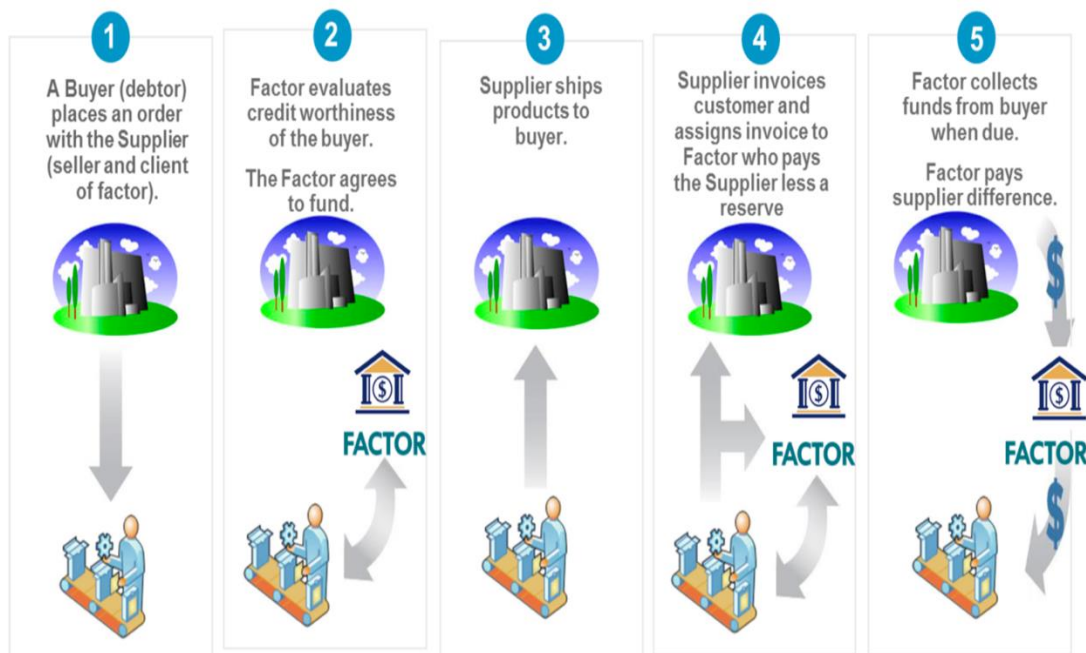 1
A Buyer (debtor)
places an order
with the Supplier
(seller and client
of factor).
2
Factor evaluates
credit worthiness
of the buyer.
The Factor agrees
to fund.
$
FACTOR
3
Supplier ships
products to
buyer.
4
Supplier invoices
customer and
assigns invoice to
Factor who pays
the Supplier less a
reserve
$
FACTOR
5
Factor collects
funds from buyer
when due.
Factor pays
supplier difference.
$
$
FACTOR
$